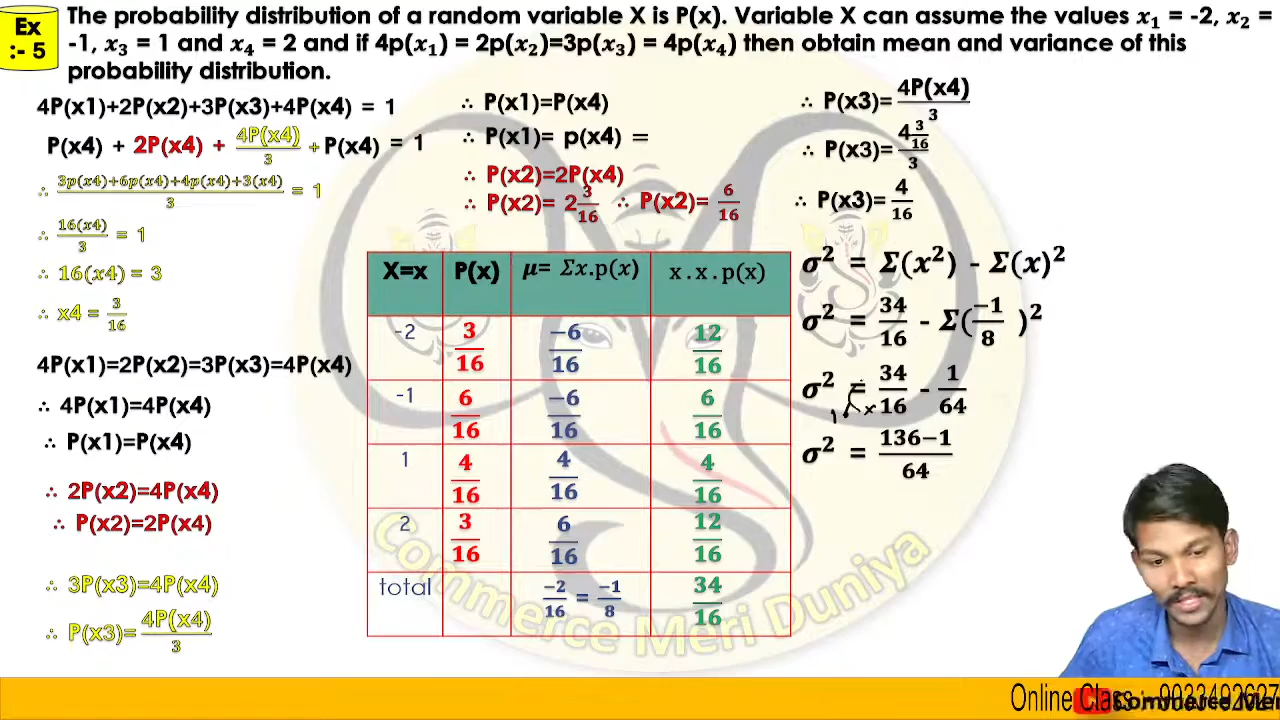 Ex
:- 5
The probability distribution of a random variable X is P(x). Variable X can assume the values x₁ = -2, x₂ =
-1, x₃ = 1 and x₄ = 2 and if 4p(x₁) = 2p(x₂)=3p(x₃) = 4p(x₄) then obtain mean and variance of this
probability distribution.
4P(x1)+2P(x2)+3P(x3)+4P(x4) = 1
P(x4) + 2P(x4) + 4P(x4)/3 + P(x4) = 1
∴ 3p(x4)+6p(x4)+4p(x4)+3(x4)/3 = 1
∴ 16(x4)/3 = 1
∴ 16(x4) = 3
∴ x4 = 3/16
4P(x1)=2P(x2)=3P(x3)=4P(x4)
∴ 4P(x1)=4P(x4)
∴ P(x1)=P(x4)
∴ 2P(x2)=4P(x4)
∴ P(x2)=2P(x4)
∴ 3P(x3)=4P(x4)
∴ P(x3)= 4P(x4)/3
∴ P(x1)=P(x4)
∴ P(x1)= p(x4) =
∴ P(x2)=2P(x4)
∴ P(x2)= 2 3/16 ∴ P(x2)= 6/16
∴ P(x3)= 4P(x4)/3
∴ P(x3)= 4 3/16 3/3
∴ P(x3)= 4/16
X=x P(x) μ= Σx.p(x) x.x.p(x)
-2 3/16 -6/16 12/16
-1 6/16 -6/16 6/16
1 4/16 4/16 4/16
2 3/16 6/16 12/16
total -2/16 = -1/8 34/16
σ² = Σ(x²) - Σ(x)²
σ² = 34/16 - Σ(-1/8 )²
σ² = 34/16 - 1/64
σ² = 136-1/64
Commerce Meri Duniya
Online Class - 9033492627
Commerce Mer